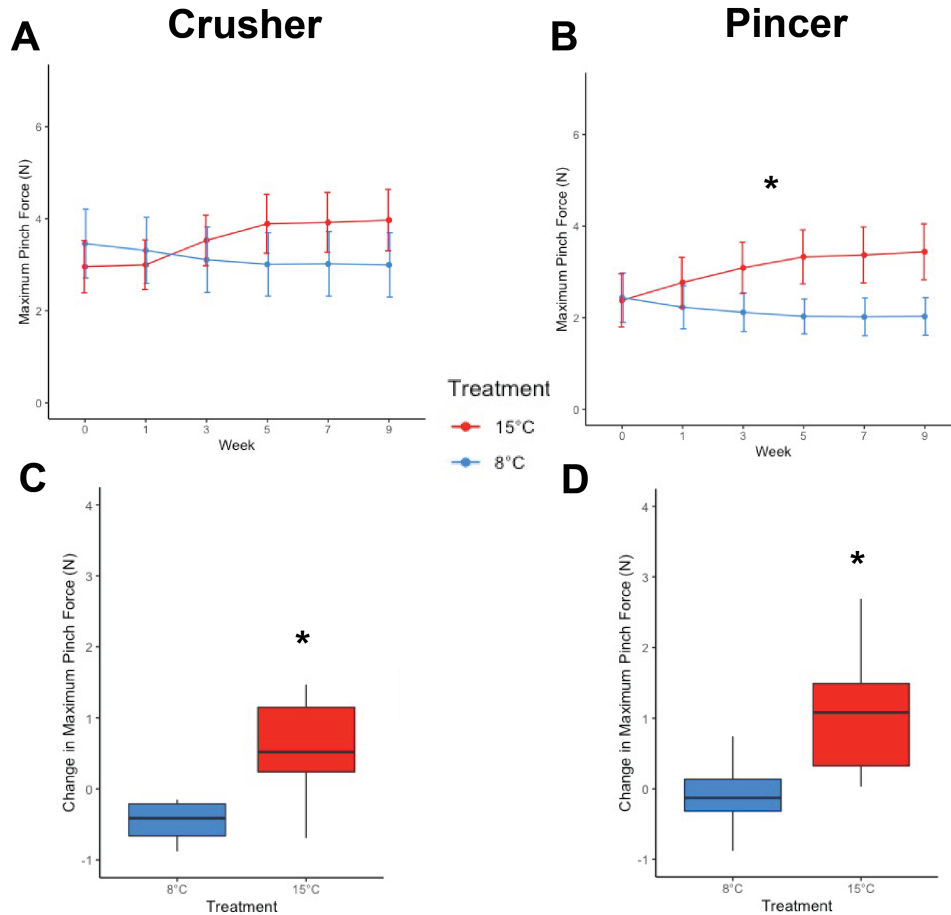 A
Crusher
B
Pincer
Maximum Pinch Force (N)
6
4
2
0
0 1 3 5 7 9
Week
Maximum Pinch Force (N)
6
4
2
0
*
0 1 3 5 7 9
Week
Treatment
15°C
8°C
C
Change in Maximum Pinch Force (N)
4
3
2
1
0
-1
*
8°C 15°C
Treatment
D
Change in Maximum Pinch Force (N)
4
3
2
1
0
-1
*
8°C 15°C
Treatment